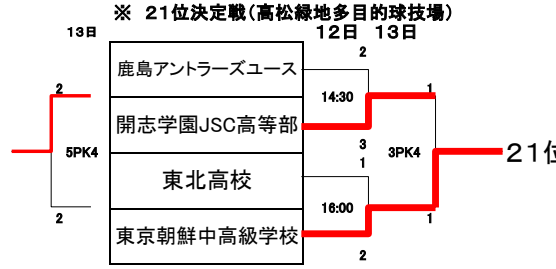 ※ 21位決定戦(高松緑地多目的球技場)
13日
12日 13日
2
鹿島アントラーズユース
2
14:30
1
開志学園JSC高等部
3
5PK4
1
3PK4
21位
東北高校
16:00
2
1
東京朝鮮中高級学校
2